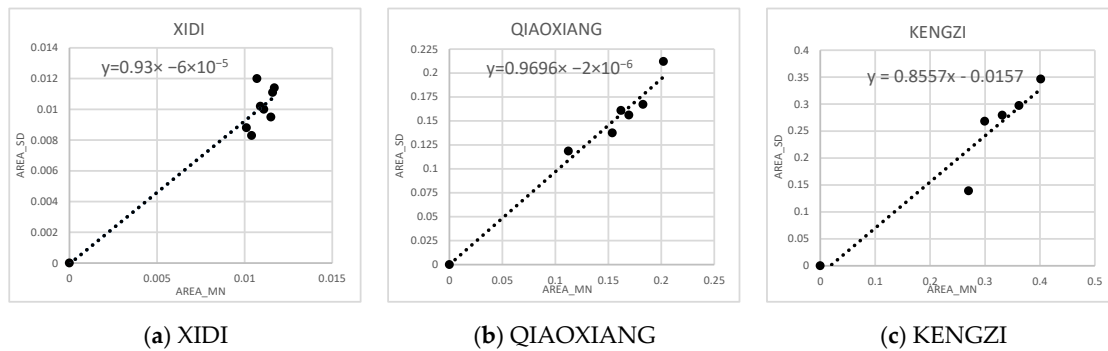 XIDI
y=0.93× −6×10⁻⁵
0.014
0.012
0.01
0.008
0.006
0.004
0.002
0
AREA_SD
0
0.005
0.01
0.015
AREA_MN
(a) XIDI
QIAOXIANG
y=0.9696× −2×10⁻⁶
0.225
0.2
0.175
0.15
0.125
0.1
0.075
0.05
0.025
0
AREA_SD
0
0.05
0.1
0.15
0.2
0.25
AREA_MN
(b) QIAOXIANG
KENGZI
y = 0.8557x - 0.0157
0.4
0.35
0.3
0.25
0.2
0.15
0.1
0.05
0
AREA_SD
0
0.1
0.2
0.3
0.4
0.5
AREA_MN
(c) KENGZI